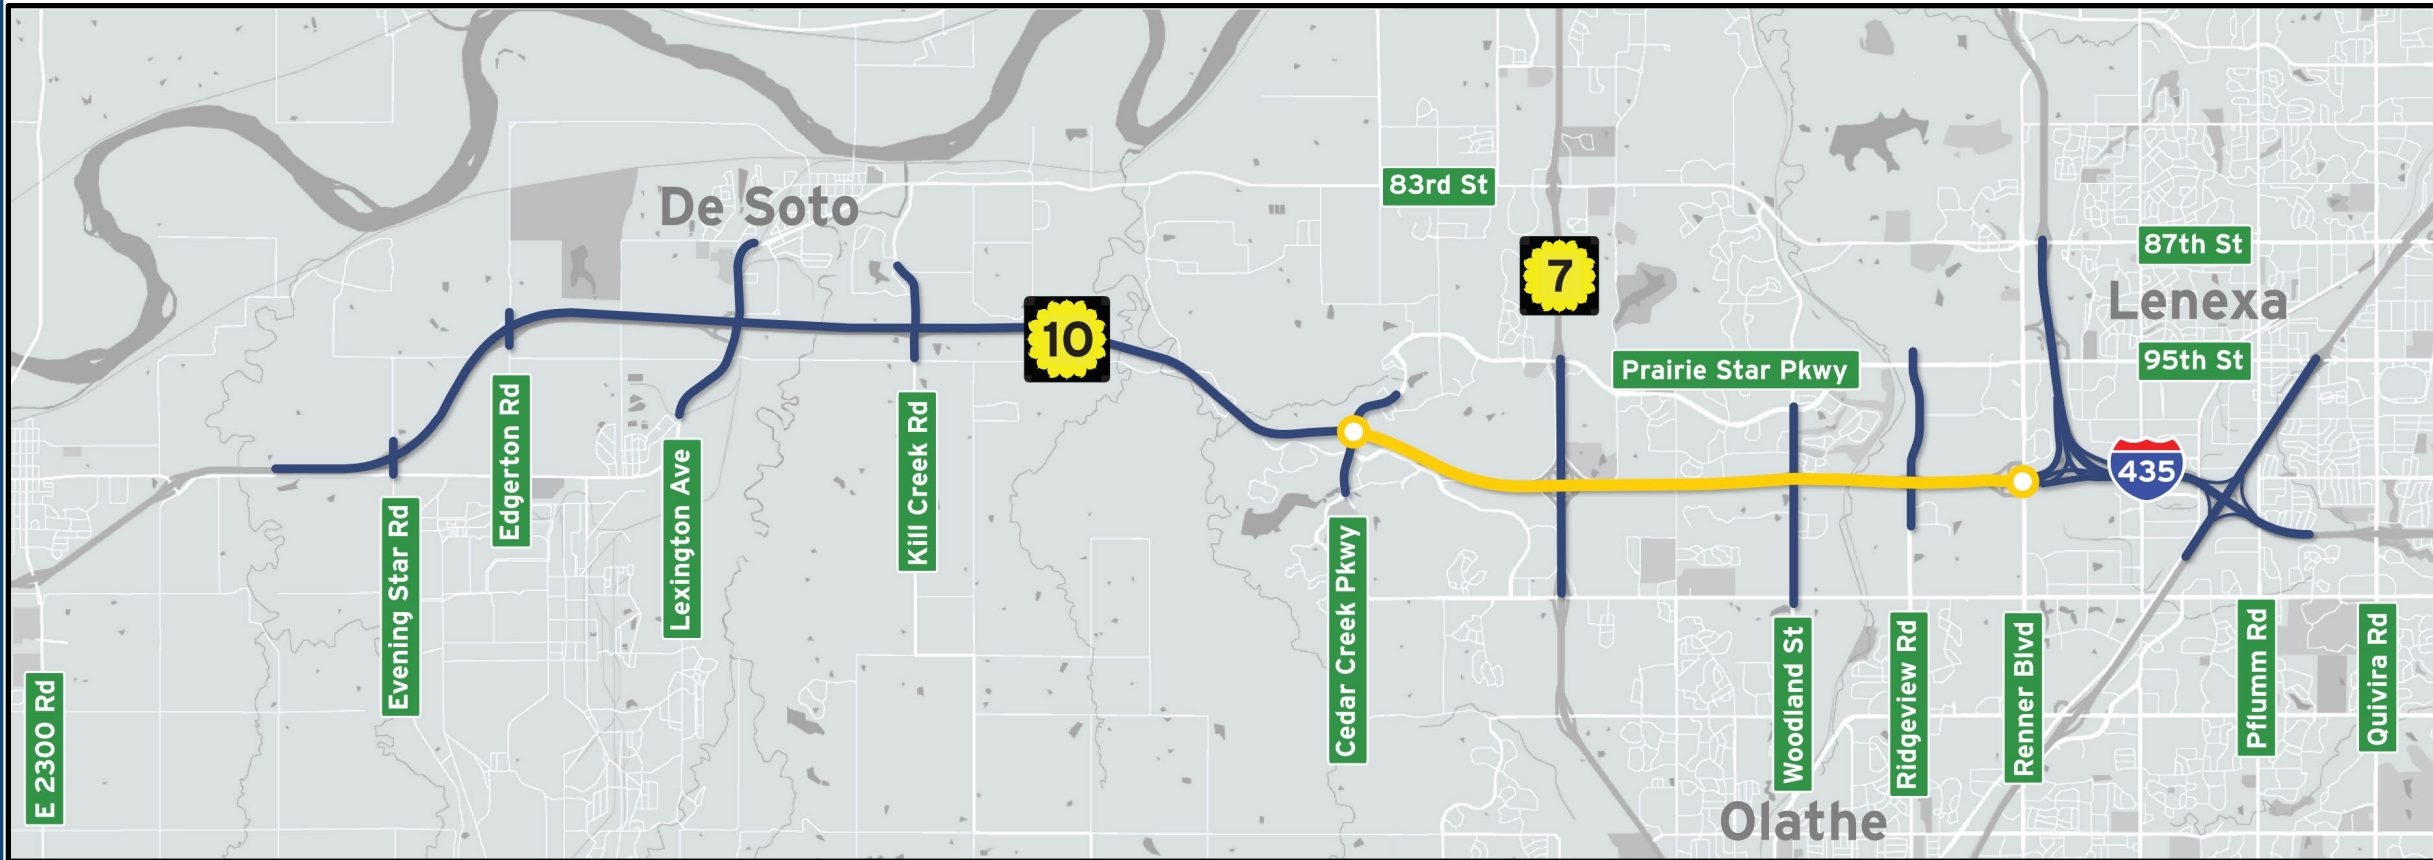 De Soto
83rd St
7
87th St
Lenexa
10
95th St
Prairie Star Pkwy
435
Edgerton Rd
Kill Creek Rd
Lexington Ave
Evening Star Rd
Cedar Creek Pkwy
E 2300 Rd
Woodland St
Ridgeview Rd
Renner Blvd
Pflumm Rd
Quivira Rd
Olathe